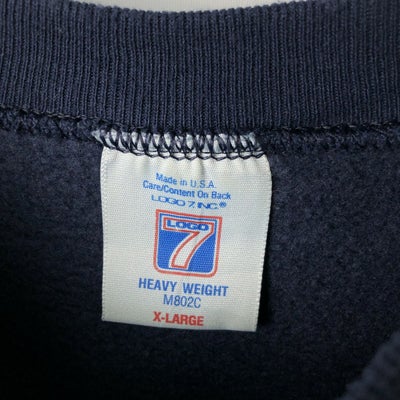 Made in U.S.A.
Care/Content On Back
LOGO 7, INC.®
LOGO
7
HEAVY WEIGHT
M802C
X-LARGE